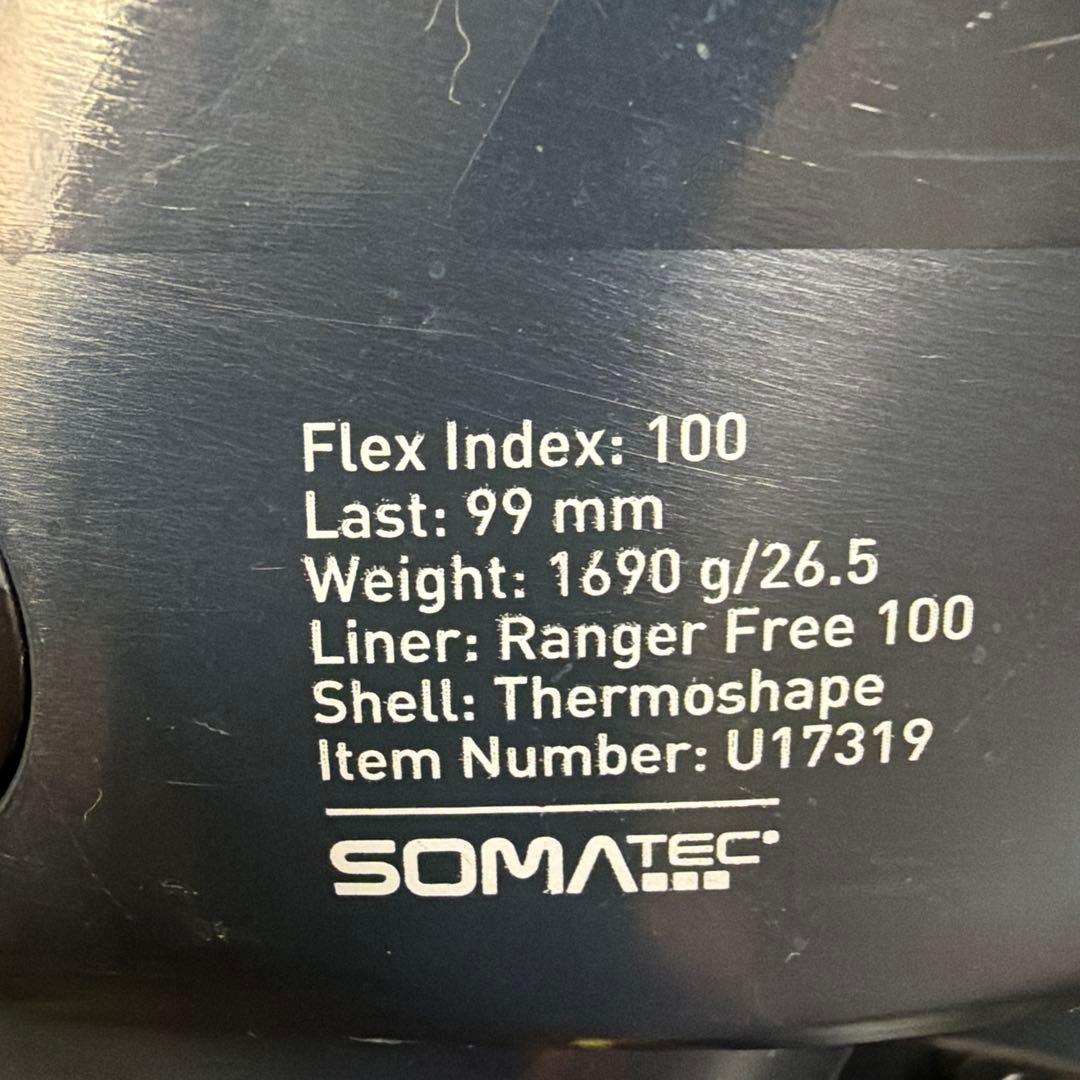 Flex Index: 100
Last: 99 mm
Weight: 1690 g/26.5
Liner: Ranger Free 100
Shell: Thermoshape
Item Number: U17319
SOMATEC